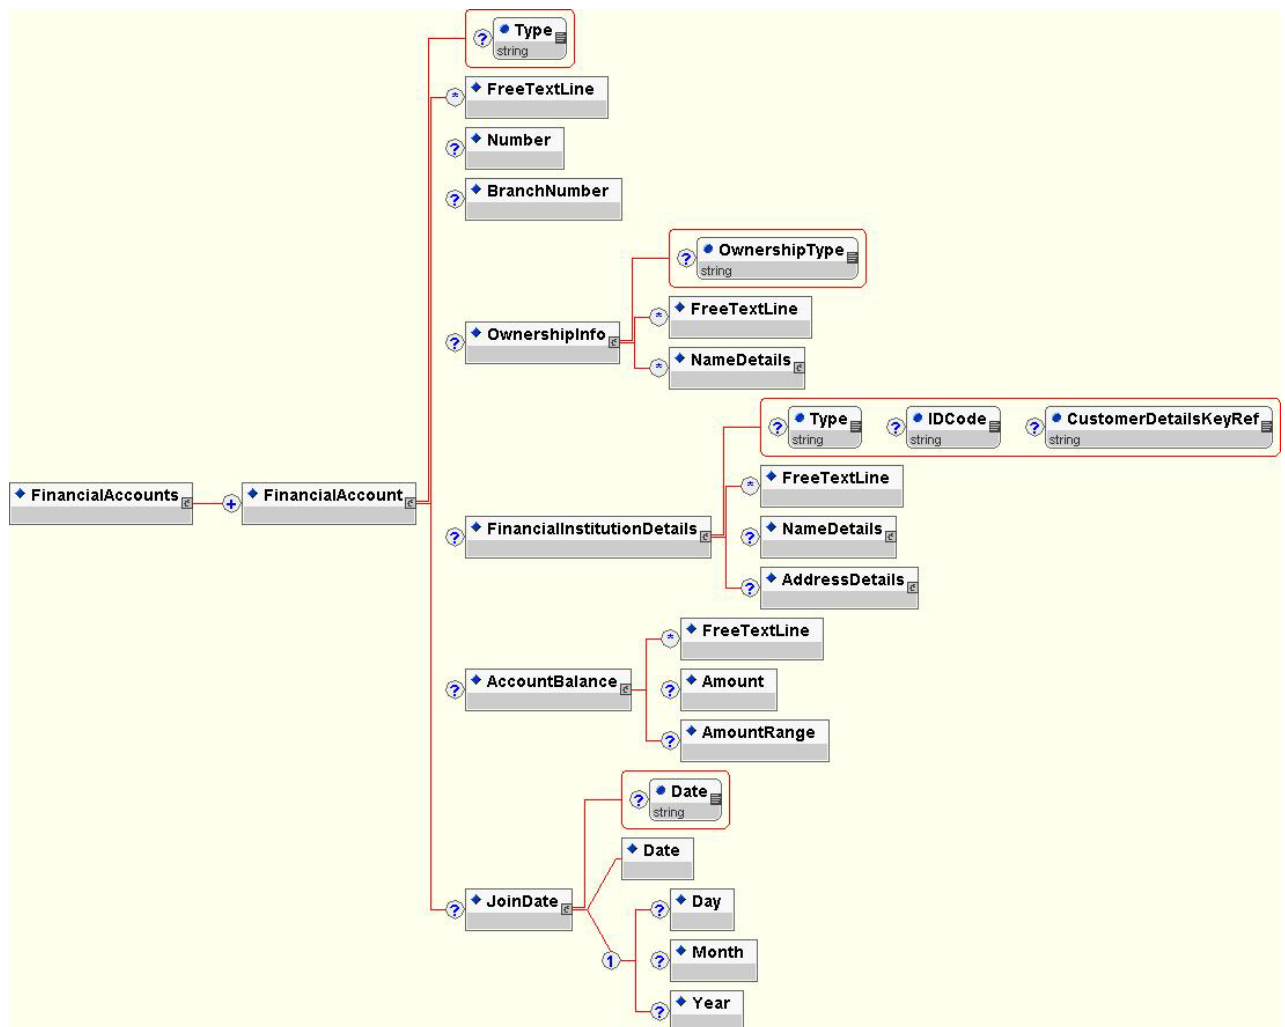 ? Type
string
* FreeTextLine
? Number
? BranchNumber
? OwnershipType
string
* FreeTextLine
? OwnershipInfo
* NameDetails
? Type ? IDCode ? CustomerDetailsKeyRef
string string string
* FreeTextLine
FinancialAccounts + FinancialAccount
? FinancialInstitutionDetails
? NameDetails
? AddressDetails
* FreeTextLine
? AccountBalance ? Amount
? AmountRange
? Date
string
Date
? JoinDate ? Day
1 ? Month
? Year